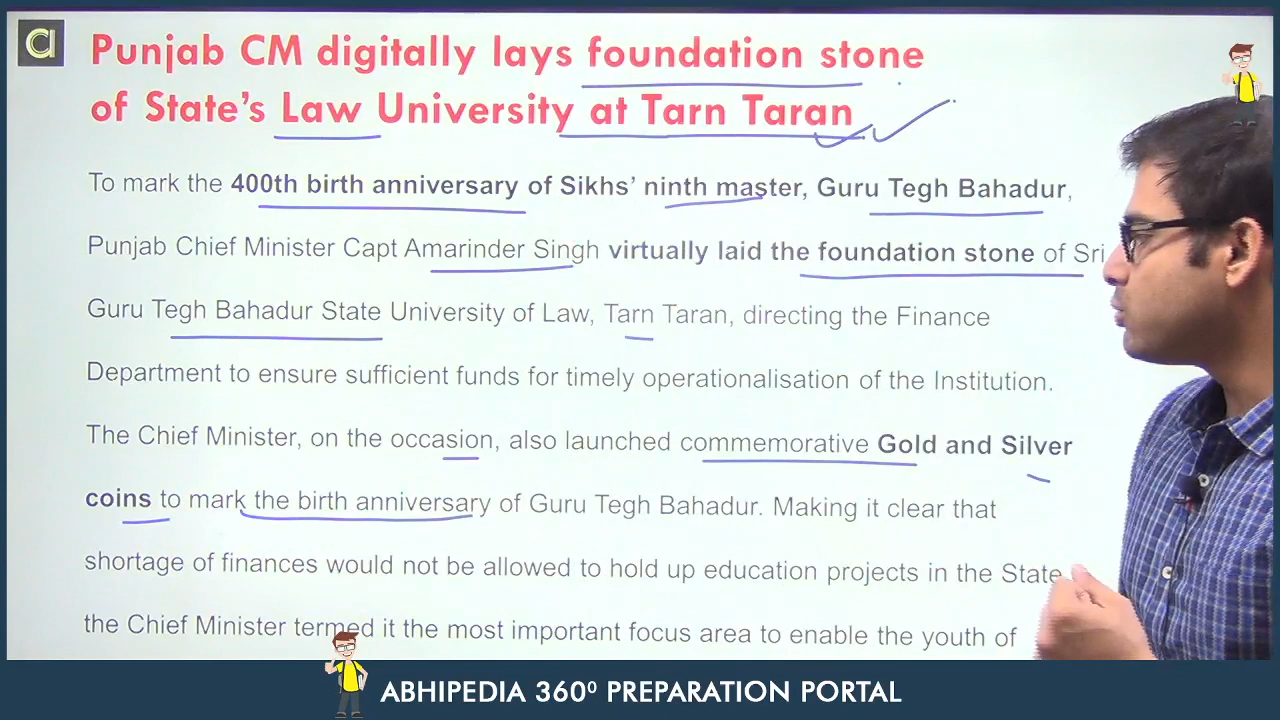 a
Punjab CM digitally lays foundation stone
of State's Law University at Tarn Taran
To mark the 400th birth anniversary of Sikhs' ninth master, Guru Tegh Bahadur,
Punjab Chief Minister Capt Amarinder Singh virtually laid the foundation stone of Sri
Guru Tegh Bahadur State University of Law, Tarn Taran, directing the Finance
Department to ensure sufficient funds for timely operationalisation of the Institution.
The Chief Minister, on the occasion, also launched commemorative Gold and Silver
coins to mark the birth anniversary of Guru Tegh Bahadur. Making it clear that
shortage of finances would not be allowed to hold up education projects in the State
the Chief Minister termed it the most important focus area to enable the youth of
ABHIPEDIA 360⁰ PREPARATION PORTAL